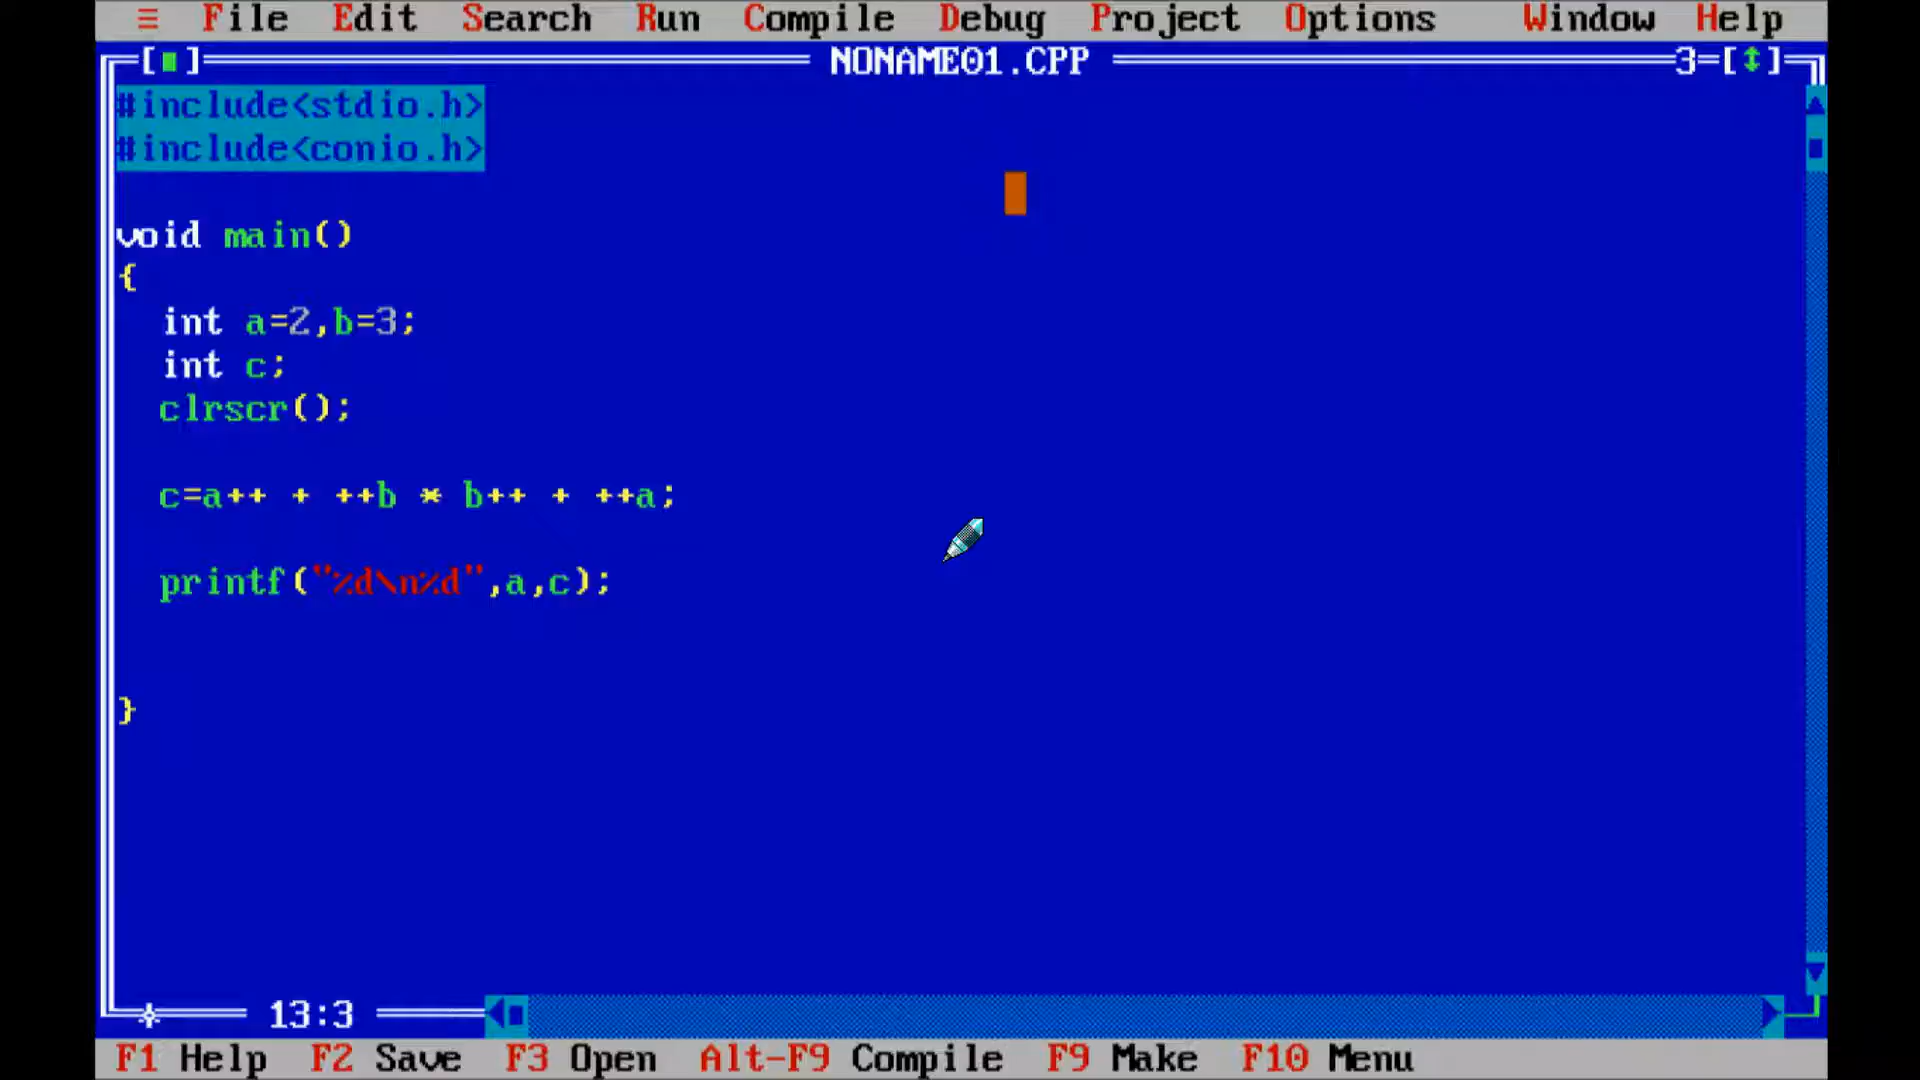 ≡ File Edit Search Run Compile Debug Project Options Window Help
[■] NONAME01.CPP 3=[↕]
#include<stdio.h>
#include<conio.h>
void main()
{
int a=2,b=3;
int c;
clrscr();
c=a++ + ++b * b++ + ++a;
printf("%d\n%d",a,c);
}
13:3
F1 Help F2 Save F3 Open Alt-F9 Compile F9 Make F10 Menu